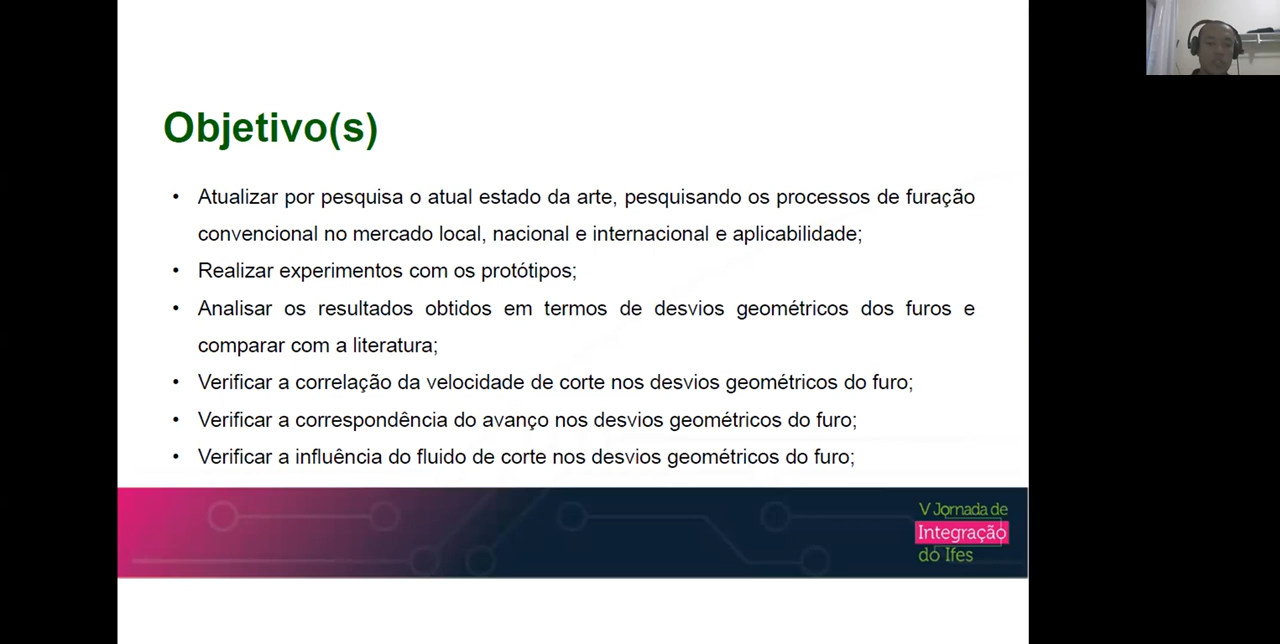 Objetivo(s)
• Atualizar por pesquisa o atual estado da arte, pesquisando os processos de furação
convencional no mercado local, nacional e internacional e aplicabilidade;
• Realizar experimentos com os protótipos;
• Analisar os resultados obtidos em termos de desvios geométricos dos furos e
comparar com a literatura;
• Verificar a correlação da velocidade de corte nos desvios geométricos do furo;
• Verificar a correspondência do avanço nos desvios geométricos do furo;
• Verificar a influência do fluido de corte nos desvios geométricos do furo;
V Jornada de
Integração
do Ifes